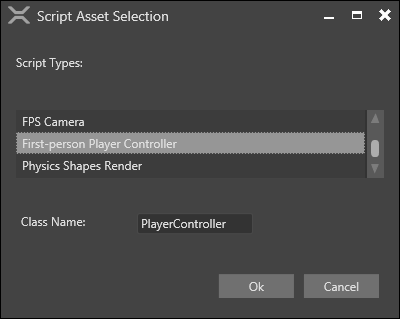 Script Asset Selection
Script Types:
FPS Camera
First-person Player Controller
Physics Shapes Render
Class Name: PlayerController
Ok Cancel